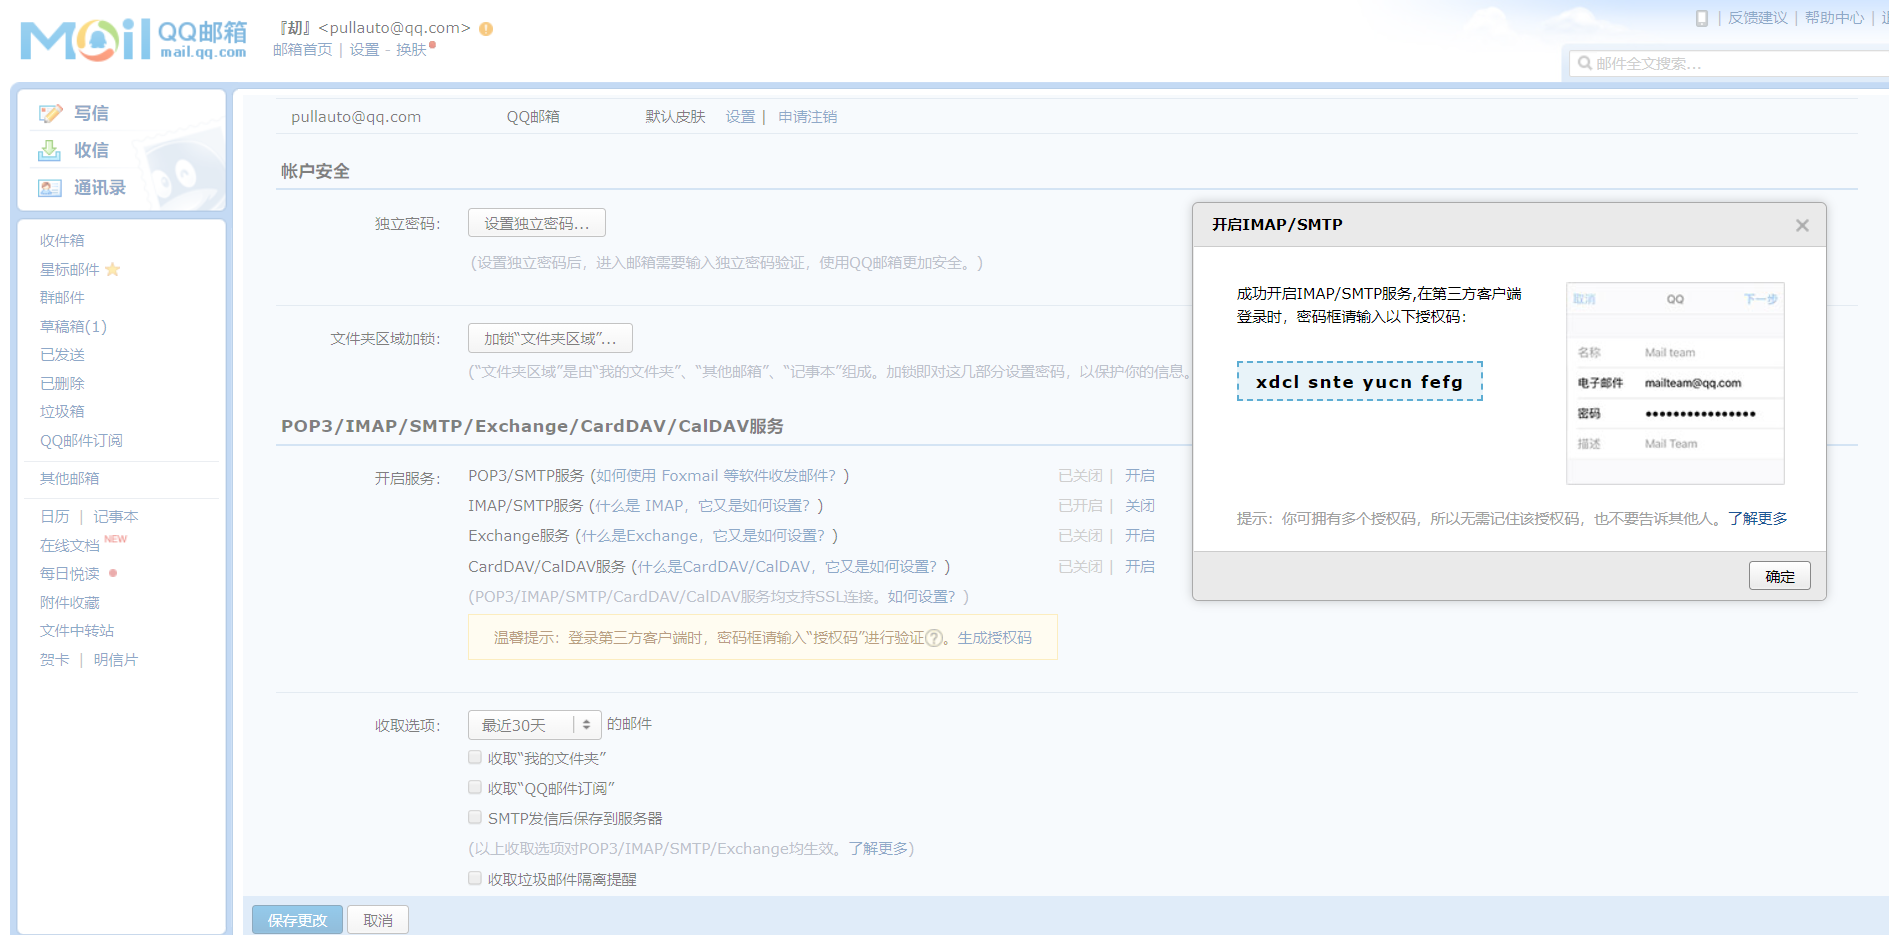 Mail QQ邮箱
mail.qq.com
『刼』<pullauto@qq.com>
邮箱首页 | 设置 - 换肤
| 反馈建议 | 帮助中心 |
邮件全文搜索...
写信
收信
通讯录
收件箱
星标邮件
群邮件
草稿箱(1)
已发送
已删除
垃圾箱
QQ邮件订阅
其他邮箱
日历 | 记事本
在线文档 NEW
每日悦读
附件收藏
文件中转站
贺卡 | 明信片
pullauto@qq.com QQ邮箱 默认皮肤 设置 | 申请注销
帐户安全
独立密码： 设置独立密码...
(设置独立密码后，进入邮箱需要输入独立密码验证，使用QQ邮箱更加安全。)
文件夹区域加锁： 加锁“文件夹区域”...
(“文件夹区域”是由“我的文件夹”、“其他邮箱”、“记事本”组成。加锁即对这几部分设置密码，以保护你的信息。
POP3/IMAP/SMTP/Exchange/CardDAV/CalDAV服务
开启服务： POP3/SMTP服务 (如何使用 Foxmail 等软件收发邮件？) 已关闭 | 开启
IMAP/SMTP服务 (什么是 IMAP，它又是如何设置？) 已开启 | 关闭
Exchange服务 (什么是Exchange，它又是如何设置？) 已关闭 | 开启
CardDAV/CalDAV服务 (什么是CardDAV/CalDAV，它又是如何设置？) 已关闭 | 开启
(POP3/IMAP/SMTP/CardDAV/CalDAV服务均支持SSL连接。如何设置？)
温馨提示：登录第三方客户端时，密码框请输入“授权码”进行验证?。生成授权码
收取选项： 最近30天 的邮件
收取“我的文件夹”
收取“QQ邮件订阅”
SMTP发信后保存到服务器
(以上收取选项对POP3/IMAP/SMTP/Exchange均生效。了解更多)
收取垃圾邮件隔离提醒
保存更改 取消
开启IMAP/SMTP
成功开启IMAP/SMTP服务,在第三方客户端
登录时，密码框请输入以下授权码：
xdcl snte yucn fefg
取消 QQ 下一步
名称 Mail team
电子邮件 mailteam@qq.com
密码 ●●●●●●●●●●●●●●●●
描述 Mail Team
提示：你可拥有多个授权码，所以无需记住该授权码，也不要告诉其他人。了解更多
确定